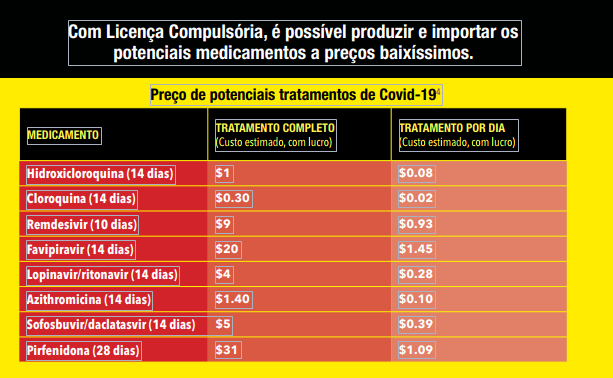 Com Licença Compulsória, é possível produzir e importar os
potenciais medicamentos a preços baixíssimos.
Preço de potenciais tratamentos de Covid-19⁴
MEDICAMENTO TRATAMENTO COMPLETO (Custo estimado, com lucro) TRATAMENTO POR DIA (Custo estimado, com lucro)
Hidroxicloroquina (14 dias) $1 $0.08
Cloroquina (14 dias) $0.30 $0.02
Remdesivir (10 dias) $9 $0.93
Favipiravir (14 dias) $20 $1.45
Lopinavir/ritonavir (14 dias) $4 $0.28
Azithromicina (14 dias) $1.40 $0.10
Sofosbuvir/daclatasvir (14 dias) $5 $0.39
Pirfenidona (28 dias) $31 $1.09